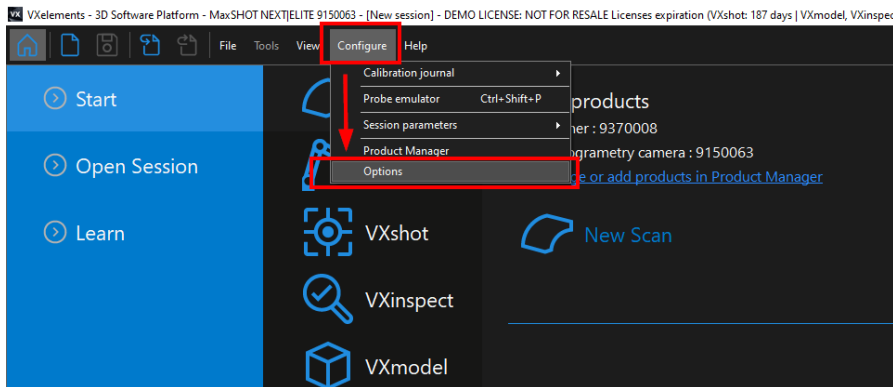 VXelements - 3D Software Platform - MaxSHOT NEXT|ELITE 9150063 - [New session] - DEMO LICENSE: NOT FOR RESALE Licenses expiration (VXshot: 187 days | VXmodel, VXinspe
File Tools View Configure Help
Calibration journal
Probe emulator Ctrl+Shift+P
Session parameters
Product Manager
Options
Start
Open Session
Learn
VXshot
VXinspect
VXmodel
products
ner : 9370008
ogrametry camera : 9150063
e or add products in Product Manager
New Scan